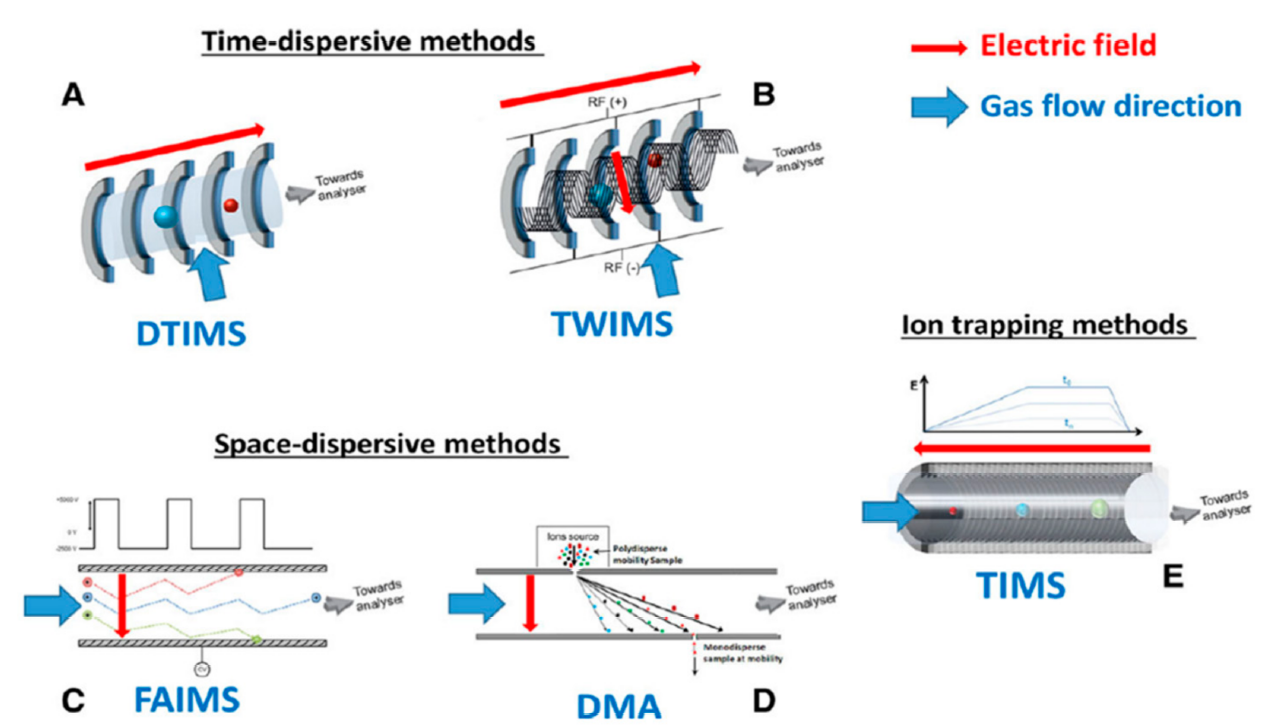 Time-dispersive methods
Electric field
Gas flow direction
A
Towards
analyser
DTIMS
B
RF (+)
RF (-)
Towards
analyser
TWIMS
Ion trapping methods
E
Towards
analyser
TIMS
E
Space-dispersive methods
+5000 V
0 V
-2500 V
Towards
analyser
CV
C
FAIMS
Ions source
Polydisperse
mobility Sample
Towards
analyser
Monodisperse
sample at mobility
DMA
D